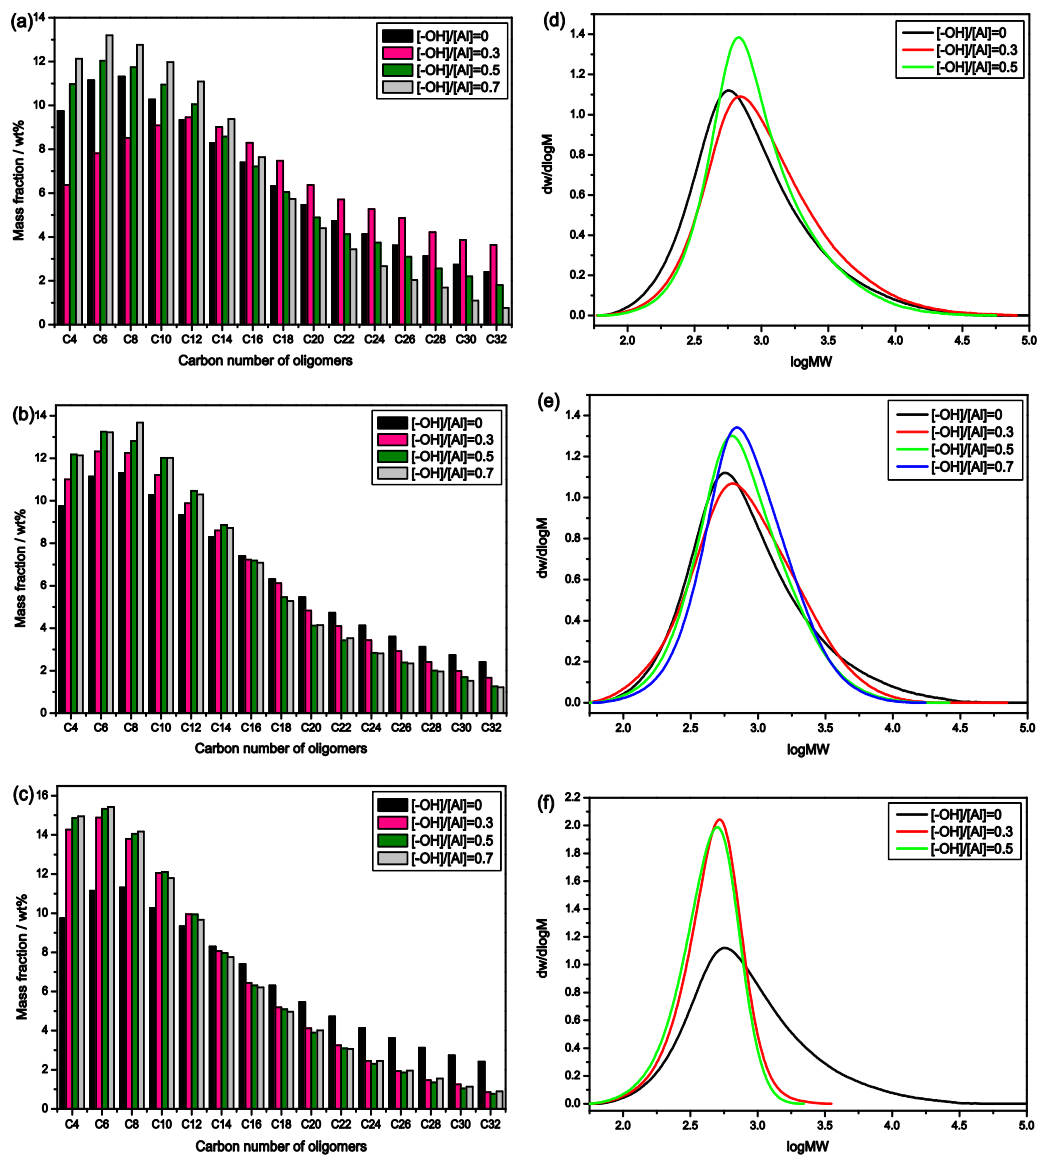 (a)
14
12
10
8
6
4
2
0
Mass fraction / wt%
[-OH]/[Al]=0
[-OH]/[Al]=0.3
[-OH]/[Al]=0.5
[-OH]/[Al]=0.7
C4 C6 C8 C10 C12 C14 C16 C18 C20 C22 C24 C26 C28 C30 C32
Carbon number of oligomers
(d)
1.4
1.2
1.0
0.8
0.6
0.4
0.2
0.0
dw/dlogM
[-OH]/[Al]=0
[-OH]/[Al]=0.3
[-OH]/[Al]=0.5
2.0 2.5 3.0 3.5 4.0 4.5 5.0
logMW
(b)
14
12
10
8
6
4
2
0
Mass fraction / wt%
[-OH]/[Al]=0
[-OH]/[Al]=0.3
[-OH]/[Al]=0.5
[-OH]/[Al]=0.7
C4 C6 C8 C10 C12 C14 C16 C18 C20 C22 C24 C26 C28 C30 C32
Carbon number of oligomers
(e)
1.4
1.2
1.0
0.8
0.6
0.4
0.2
0.0
dw/dlogM
[-OH]/[Al]=0
[-OH]/[Al]=0.3
[-OH]/[Al]=0.5
[-OH]/[Al]=0.7
2.0 2.5 3.0 3.5 4.0 4.5 5.0
logMW
(c)
16
14
12
10
8
6
4
2
0
Mass fraction / wt%
[-OH]/[Al]=0
[-OH]/[Al]=0.3
[-OH]/[Al]=0.5
[-OH]/[Al]=0.7
C4 C6 C8 C10 C12 C14 C16 C18 C20 C22 C24 C26 C28 C30 C32
Carbon number of oligomers
(f)
2.2
2.0
1.8
1.6
1.4
1.2
1.0
0.8
0.6
0.4
0.2
0.0
dw/dlogM
[-OH]/[Al]=0
[-OH]/[Al]=0.3
[-OH]/[Al]=0.5
2.0 2.5 3.0 3.5 4.0 4.5 5.0
logMW